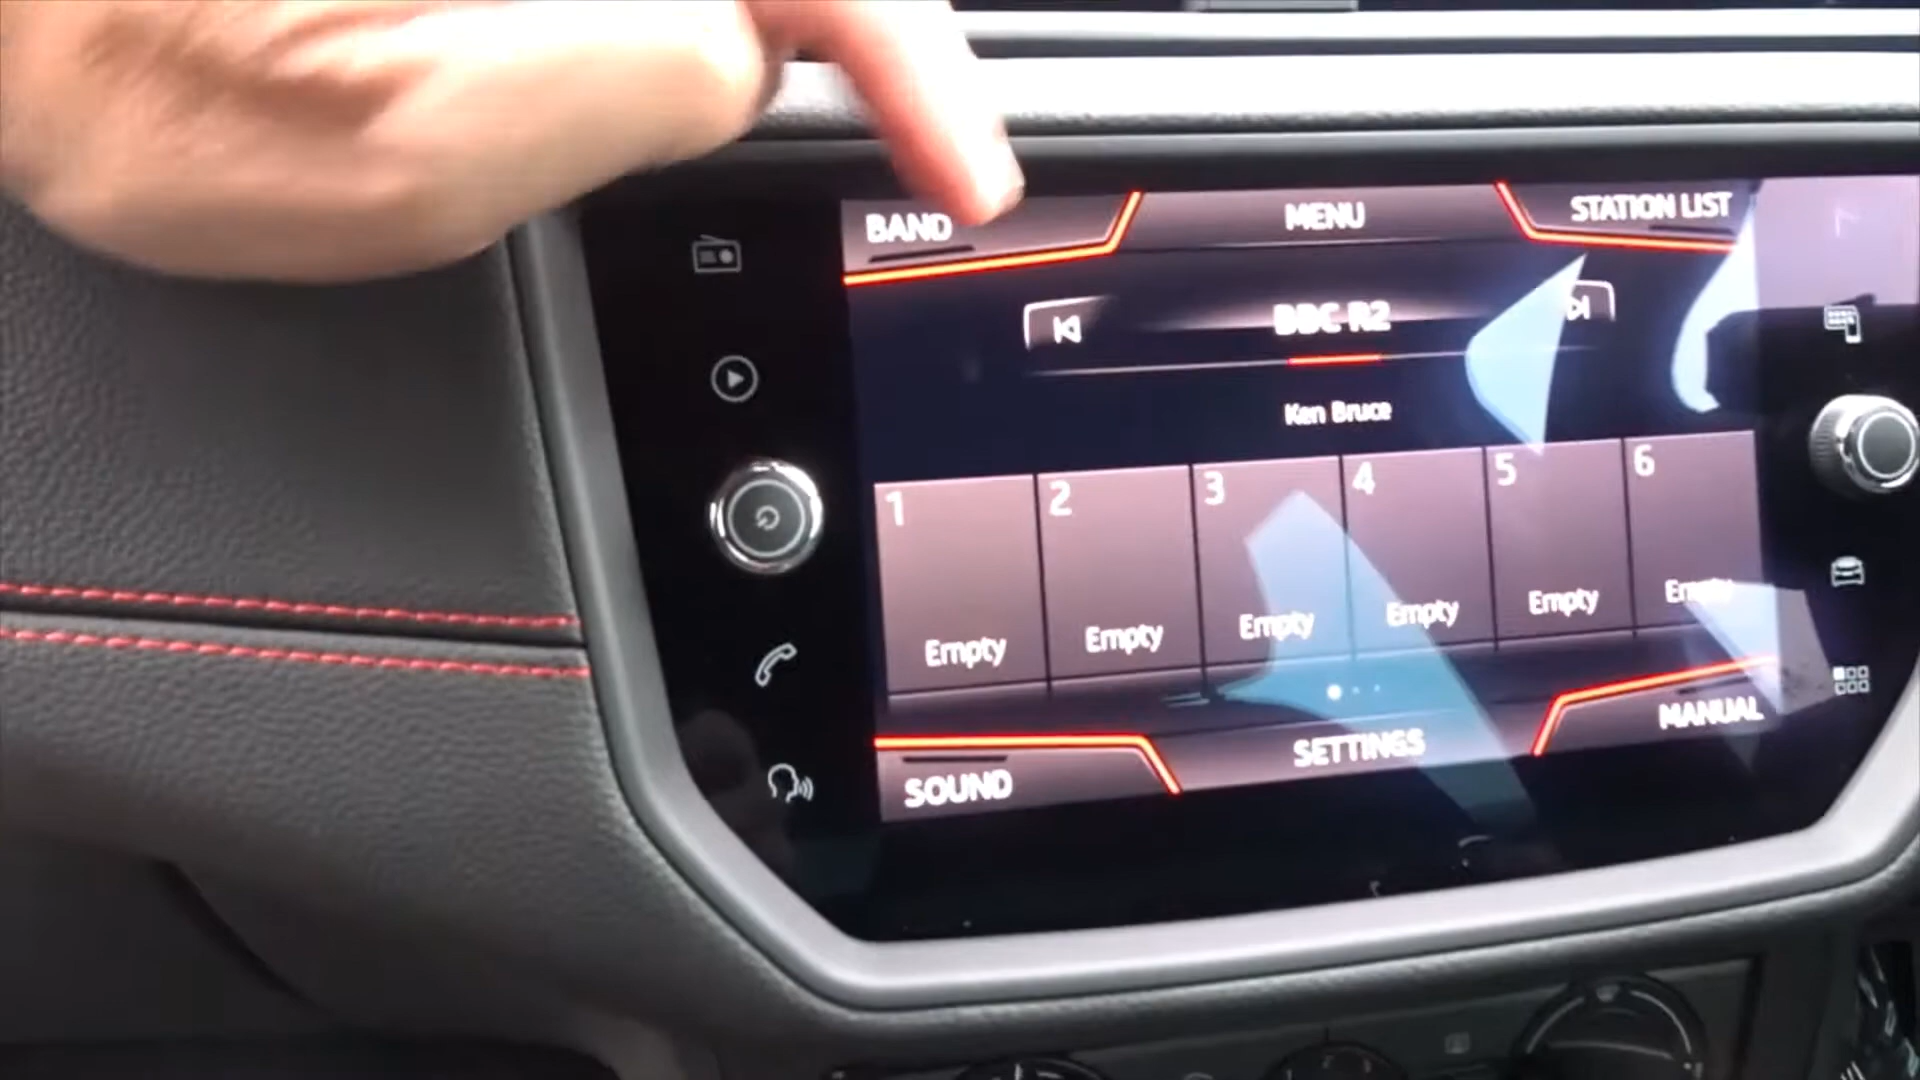 BAND
MENU
STATION LIST
BBC R2
Ken Bruce
1
2
3
4
5
6
Empty
Empty
Empty
Empty
Empty
Empty
SOUND
SETTINGS
MANUAL